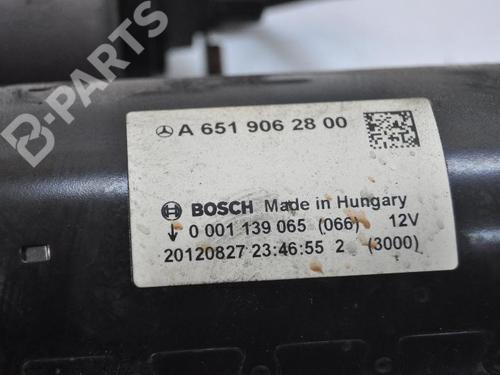 B-PARTS
A 651 906 28 00
BOSCH Made in Hungary
0 001 139 065 (066) 12V
20120827 23:46:55 2 (3000)